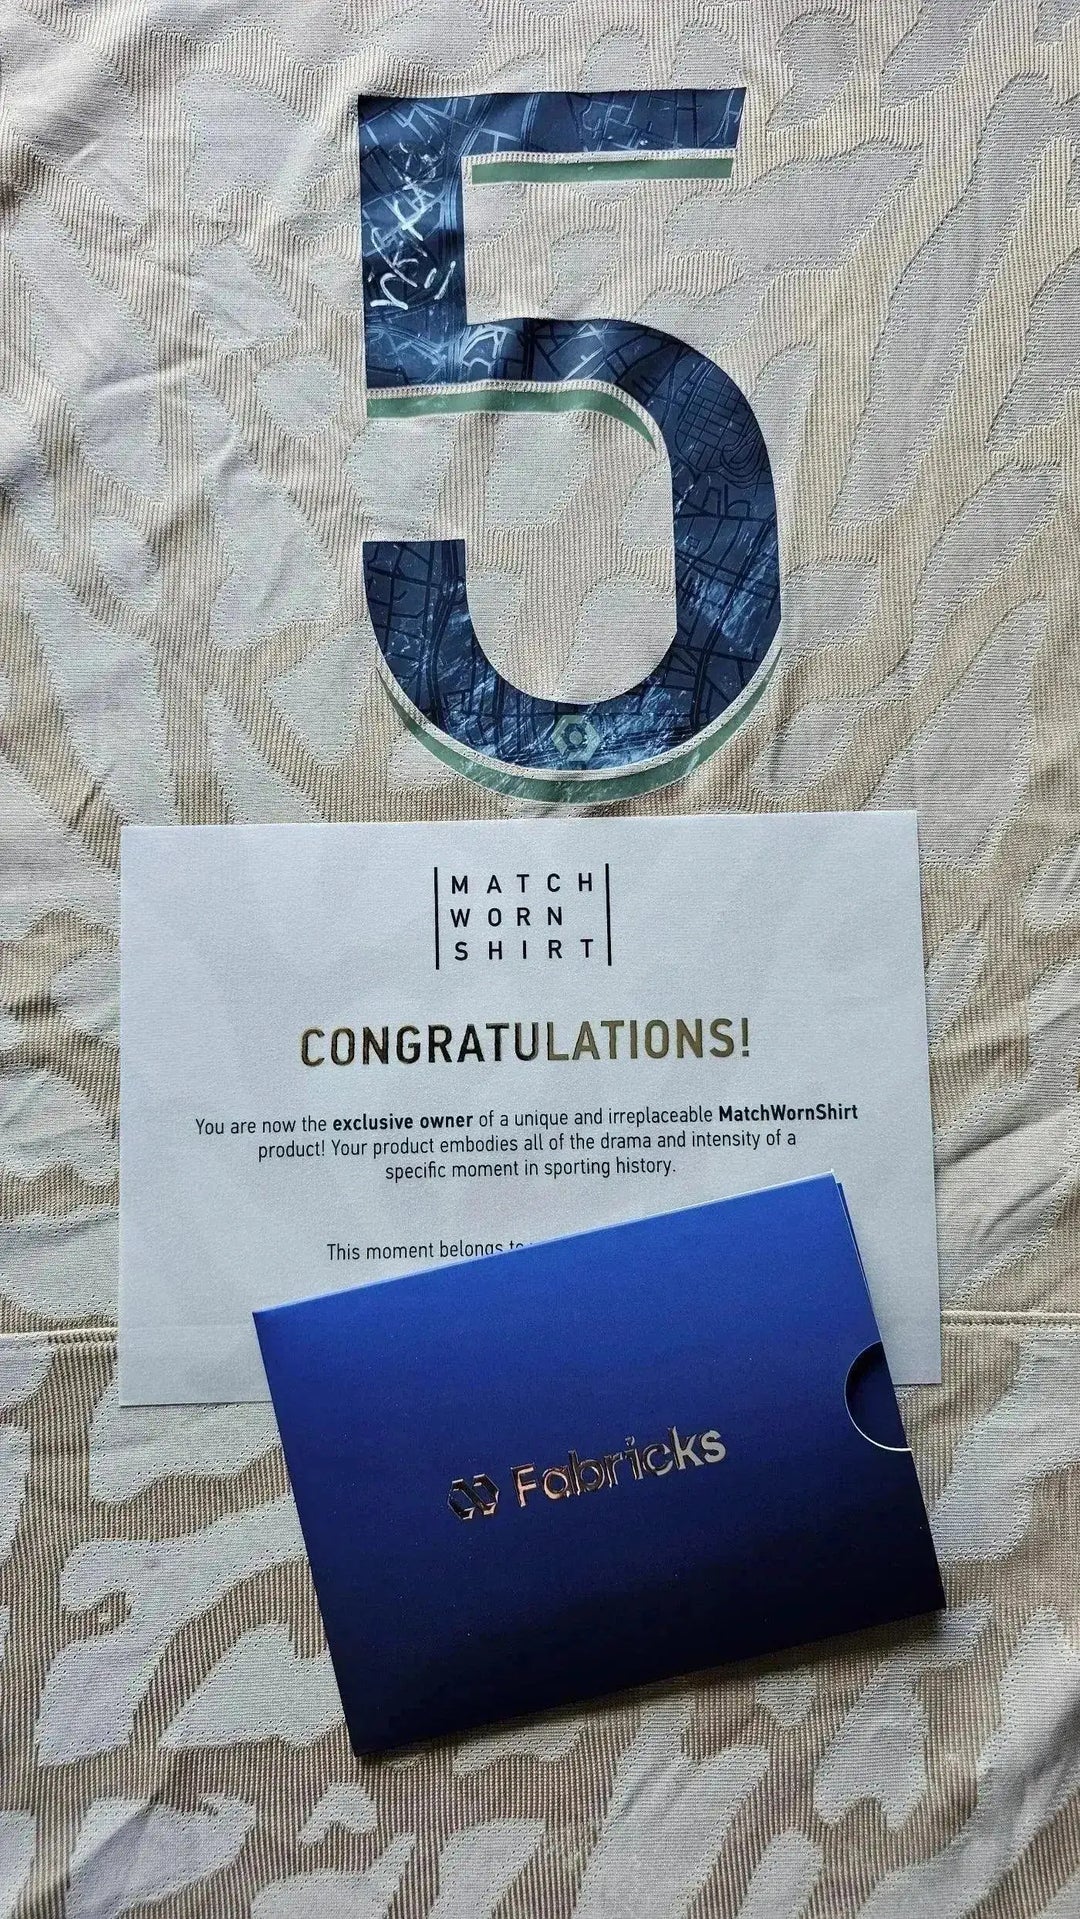 5
MATCH
WORN
SHIRT
CONGRATULATIONS!
You are now the exclusive owner of a unique and irreplaceable MatchWornShirt
product! Your product embodies all of the drama and intensity of a
specific moment in sporting history.
This moment belongs to
Fabricks